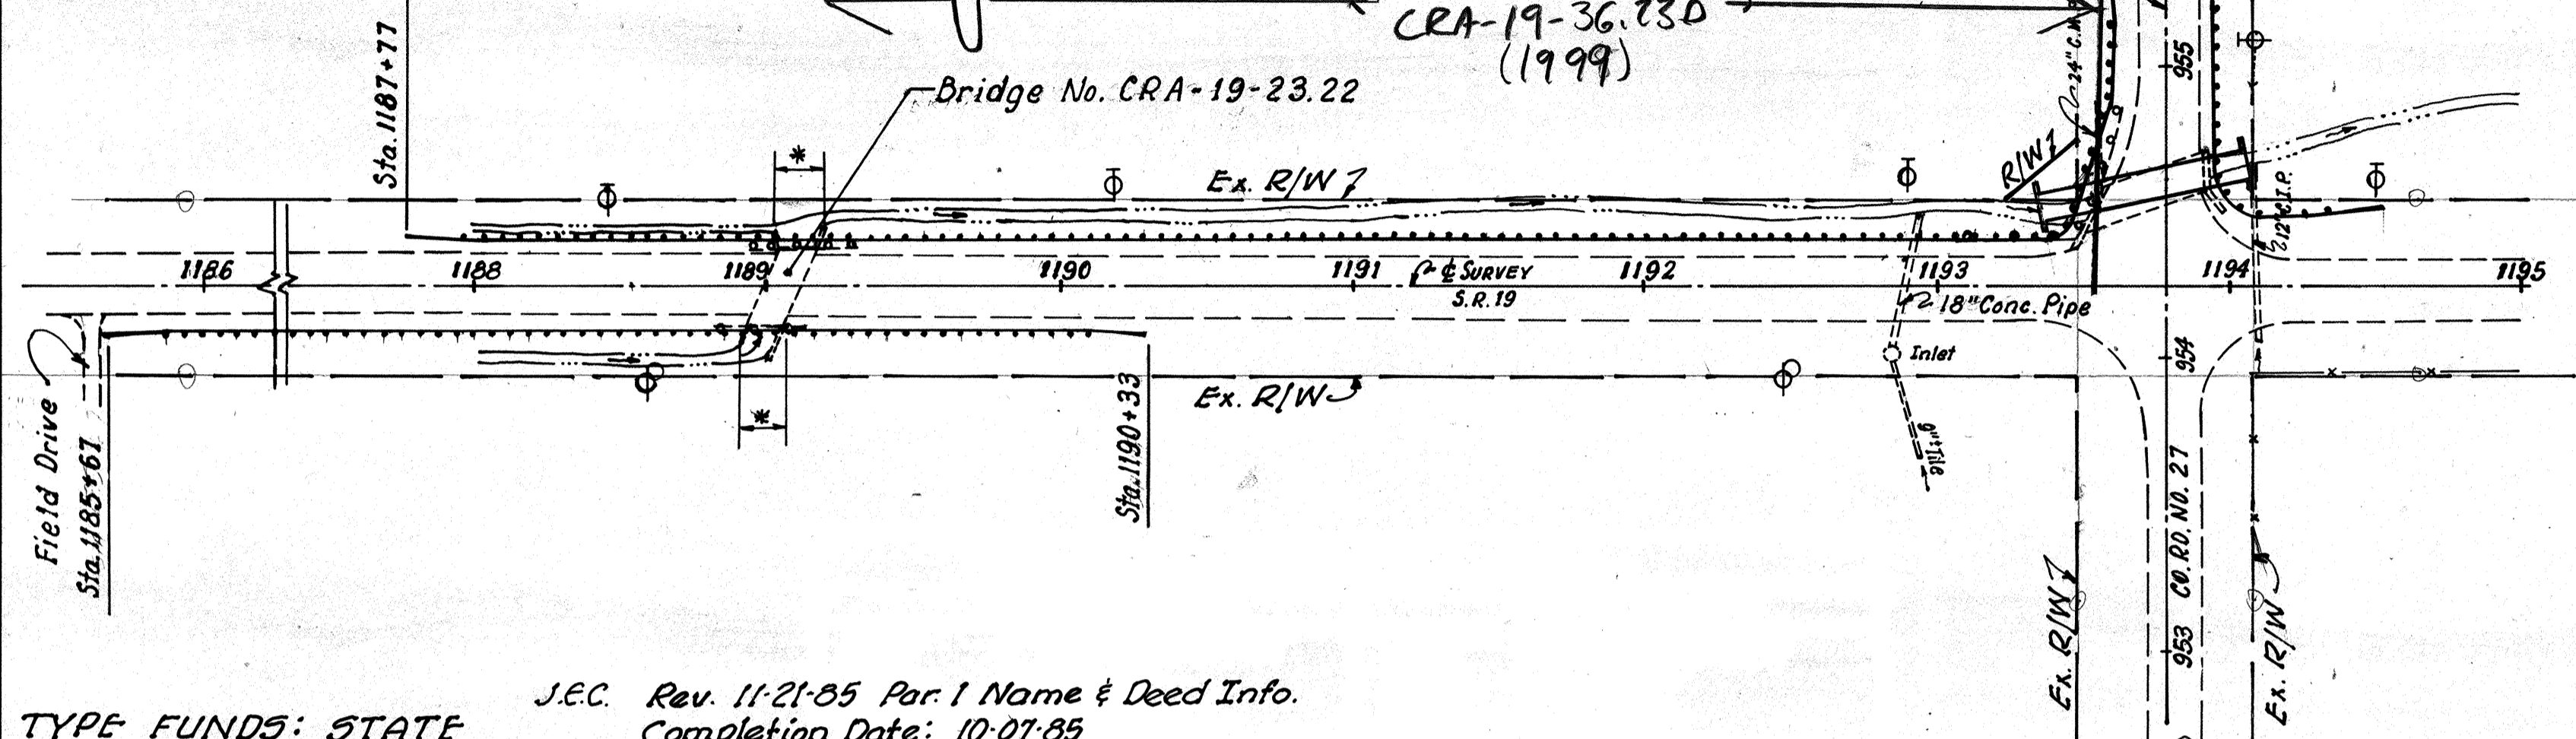 CRA-19-36.23D
(1999)
Sta. 1187+77
Bridge No. CRA-19-23.22
24" C.M.P.
955
*
Ex. R/W
R/W
12" C.I.P.
1186
1188
1189
1190
1191
℄ SURVEY
S.R. 19
1192
1193
1194
1195
18" Conc. Pipe
Inlet
954
Ex. R/W
*
9" Tile
Field Drive
Sta. 1185+67
Sta. 1190+33
CO. RD. NO. 27
953
Ex. R/W
Ex. R/W
J.E.C. Rev. 11-21-85 Par. 1 Name & Deed Info.
Completion Date: 10-07-85
TYPE FUNDS: STATE